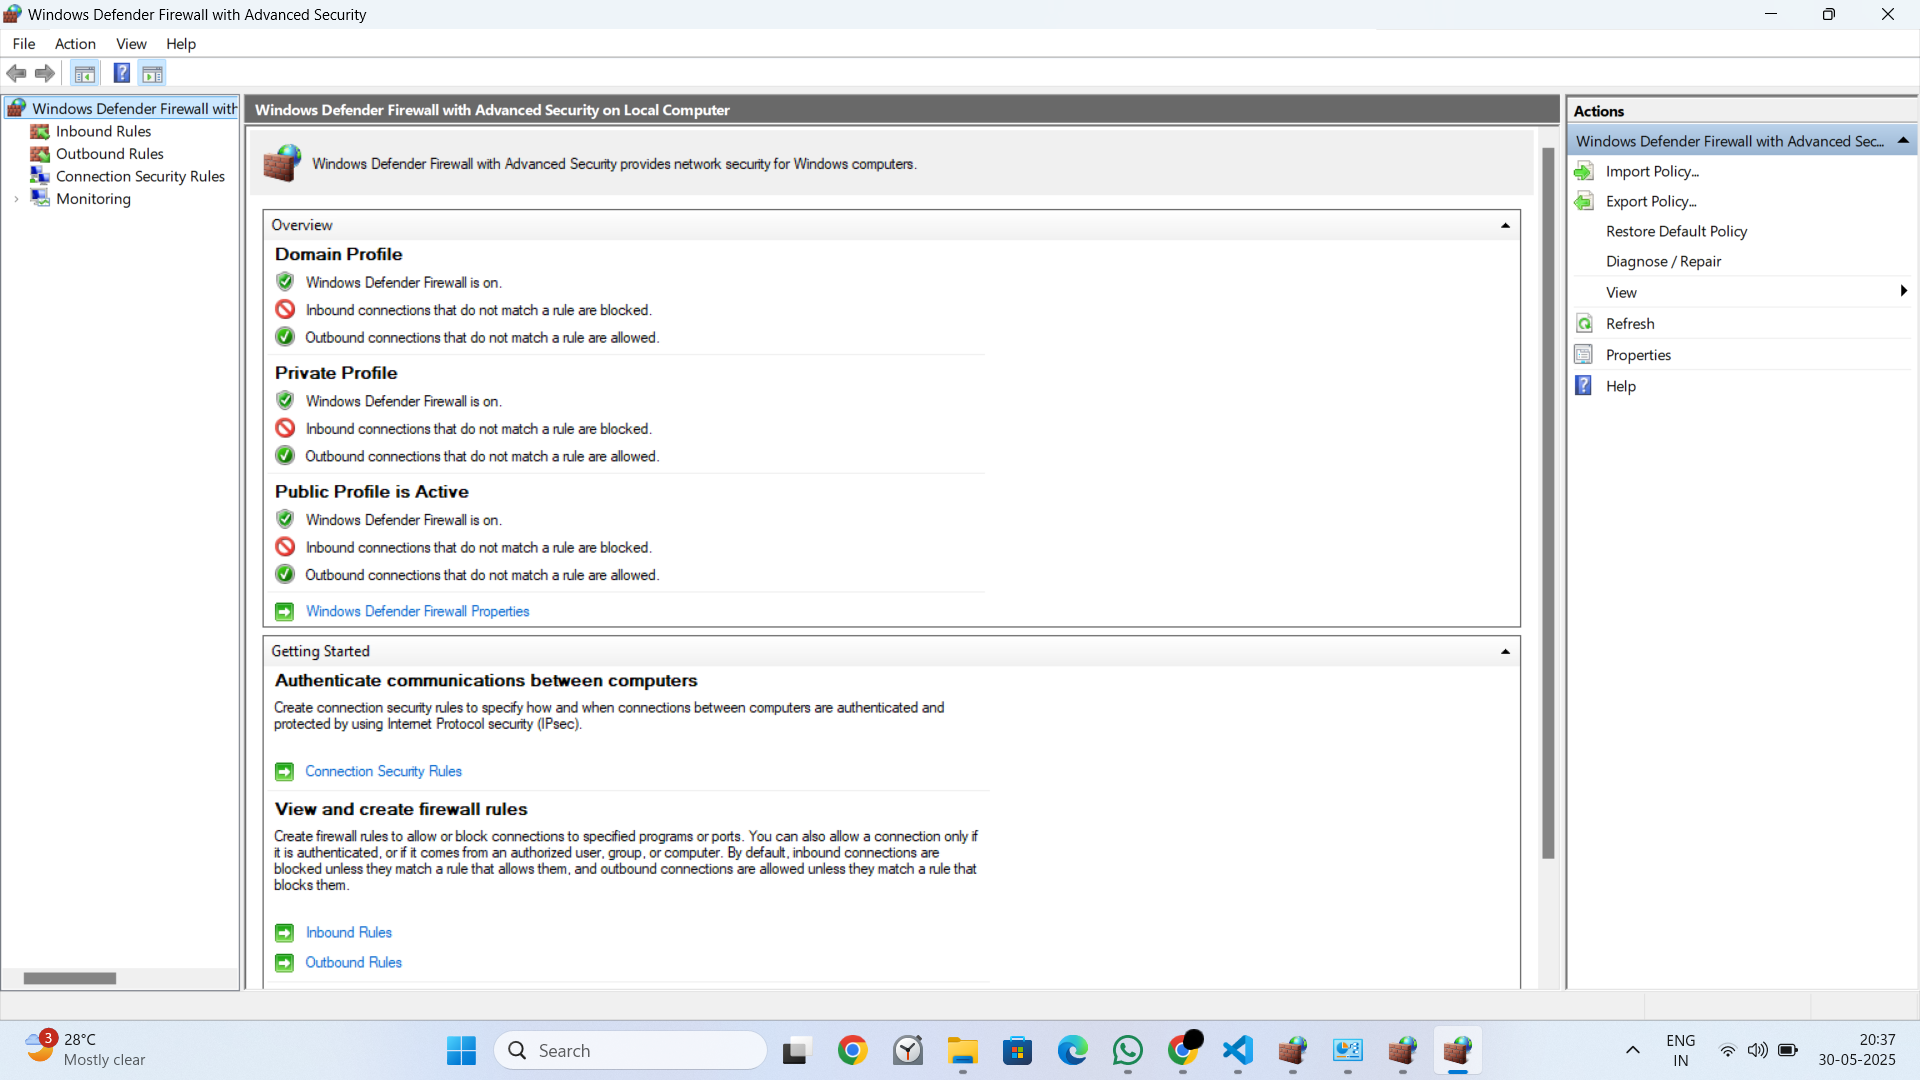 Windows Defender Firewall with Advanced Security
File Action View Help
Windows Defender Firewall with
Inbound Rules
Outbound Rules
Connection Security Rules
Monitoring
Windows Defender Firewall with Advanced Security on Local Computer
Windows Defender Firewall with Advanced Security provides network security for Windows computers.
Overview
Domain Profile
Windows Defender Firewall is on.
Inbound connections that do not match a rule are blocked.
Outbound connections that do not match a rule are allowed.
Private Profile
Windows Defender Firewall is on.
Inbound connections that do not match a rule are blocked.
Outbound connections that do not match a rule are allowed.
Public Profile is Active
Windows Defender Firewall is on.
Inbound connections that do not match a rule are blocked.
Outbound connections that do not match a rule are allowed.
Windows Defender Firewall Properties
Getting Started
Authenticate communications between computers
Create connection security rules to specify how and when connections between computers are authenticated and
protected by using Internet Protocol security (IPsec).
Connection Security Rules
View and create firewall rules
Create firewall rules to allow or block connections to specified programs or ports. You can also allow a connection only if
it is authenticated, or if it comes from an authorized user, group, or computer. By default, inbound connections are
blocked unless they match a rule that allows them, and outbound connections are allowed unless they match a rule that
blocks them.
Inbound Rules
Outbound Rules
Actions
Windows Defender Firewall with Advanced Sec...
Import Policy...
Export Policy...
Restore Default Policy
Diagnose / Repair
View
Refresh
Properties
Help
3
28°C
Mostly clear
Search
ENG
IN
20:37
30-05-2025